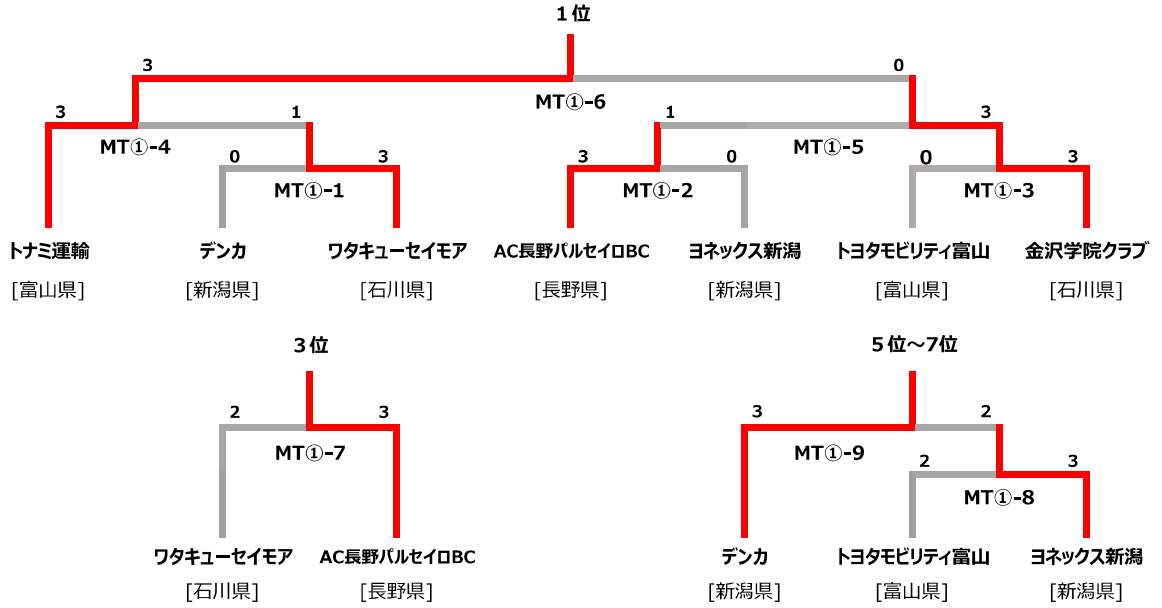 1位
3 0
MT①-6
3 1 1 3
MT①-4 MT①-5
0 3 3 0 0 3
MT①-1 MT①-2 MT①-3
トナミ運輸 デンカ ワタキューセイモア AC長野パルセイロBC ヨネックス新潟 トヨタモビリティ富山 金沢学院クラブ
[富山県] [新潟県] [石川県] [長野県] [新潟県] [富山県] [石川県]
3位 5位～7位
2 3 3 2
MT①-7 MT①-9
2 3
MT①-8
ワタキューセイモア AC長野パルセイロBC デンカ トヨタモビリティ富山 ヨネックス新潟
[石川県] [長野県] [新潟県] [富山県] [新潟県]